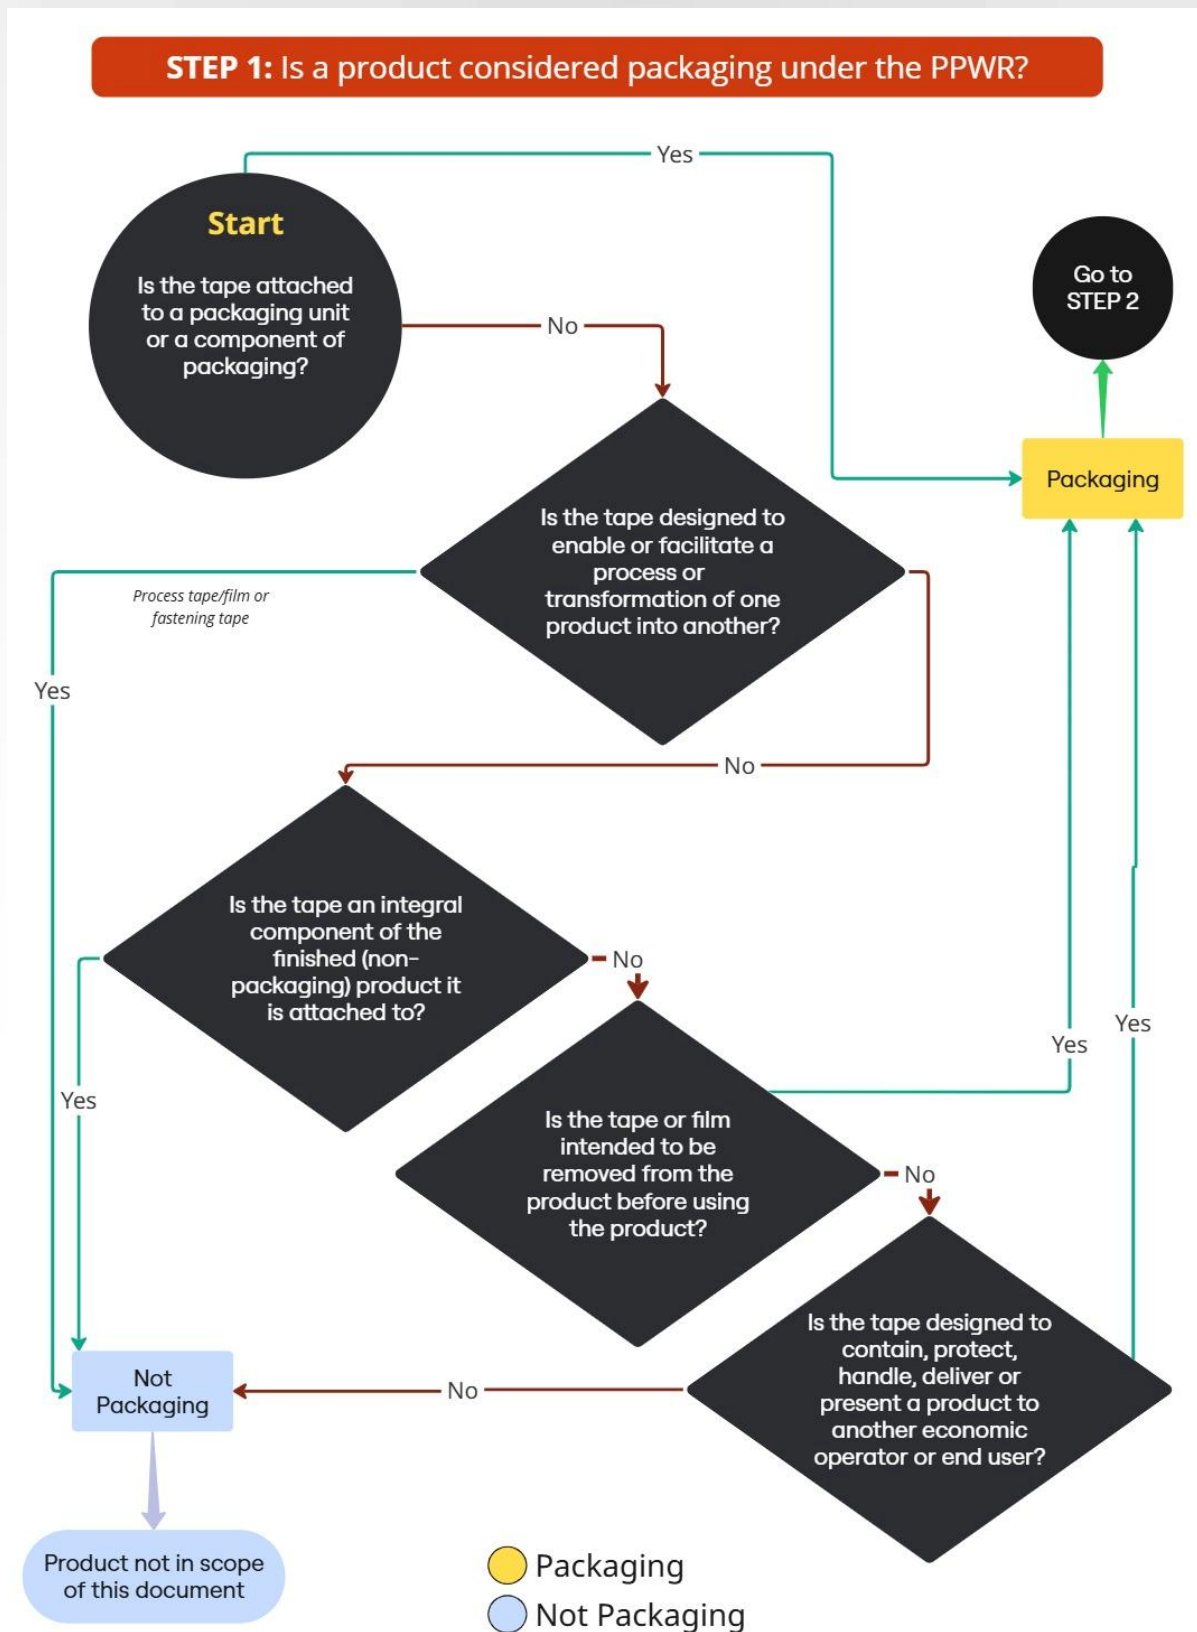 STEP 1: Is a product considered packaging under the PPWR?
Yes
Start
Is the tape attached
to a packaging unit
or a component of
packaging?
No
Go to
STEP 2
Packaging
Is the tape designed to
enable or facilitate a
process or
transformation of one
product into another?
Process tape/film or
fastening tape
Yes
No
Is the tape an integral
component of the
finished (non-
packaging) product it
is attached to?
No
Yes
Yes
Yes
Is the tape or film
intended to be
removed from the
product before using
the product?
No
Is the tape designed to
contain, protect,
handle, deliver or
present a product to
another economic
operator or end user?
No
Not
Packaging
Product not in scope
of this document
Packaging
Not Packaging